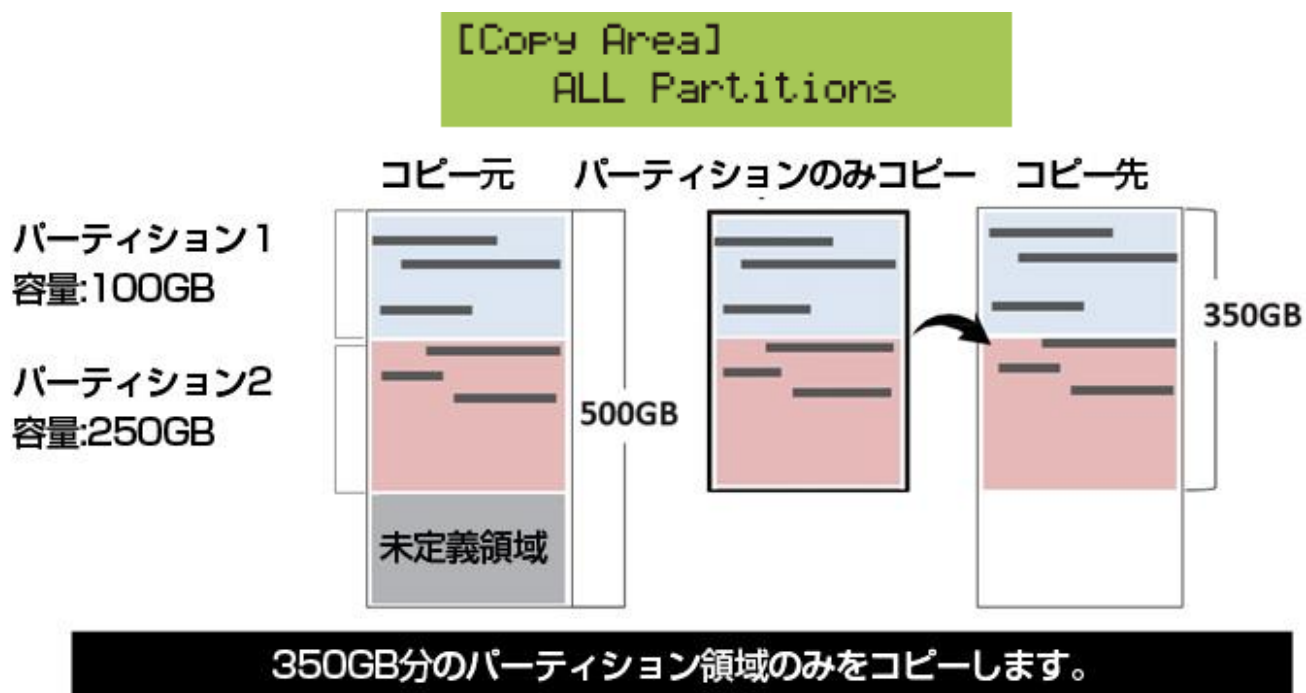 [Copy Area]
ALL Partitions
コピー元 パーティションのみコピー コピー先
パーティション1
容量:100GB
350GB
パーティション2
容量:250GB
500GB
未定義領域
350GB分のパーティション領域のみをコピーします。